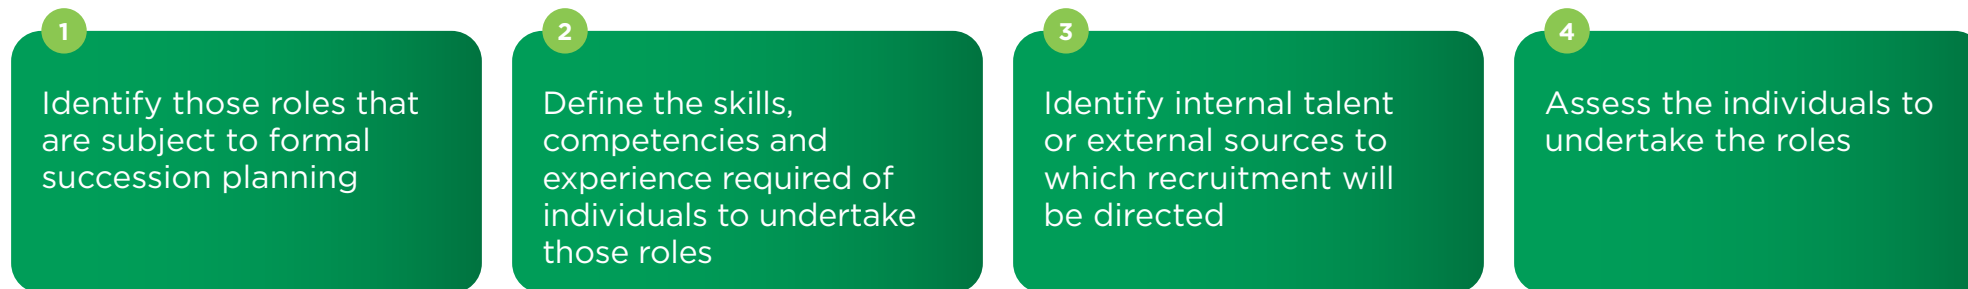 1
Identify those roles that
are subject to formal
succession planning
2
Define the skills,
competencies and
experience required of
individuals to undertake
those roles
3
Identify internal talent
or external sources to
which recruitment will
be directed
4
Assess the individuals to
undertake the roles